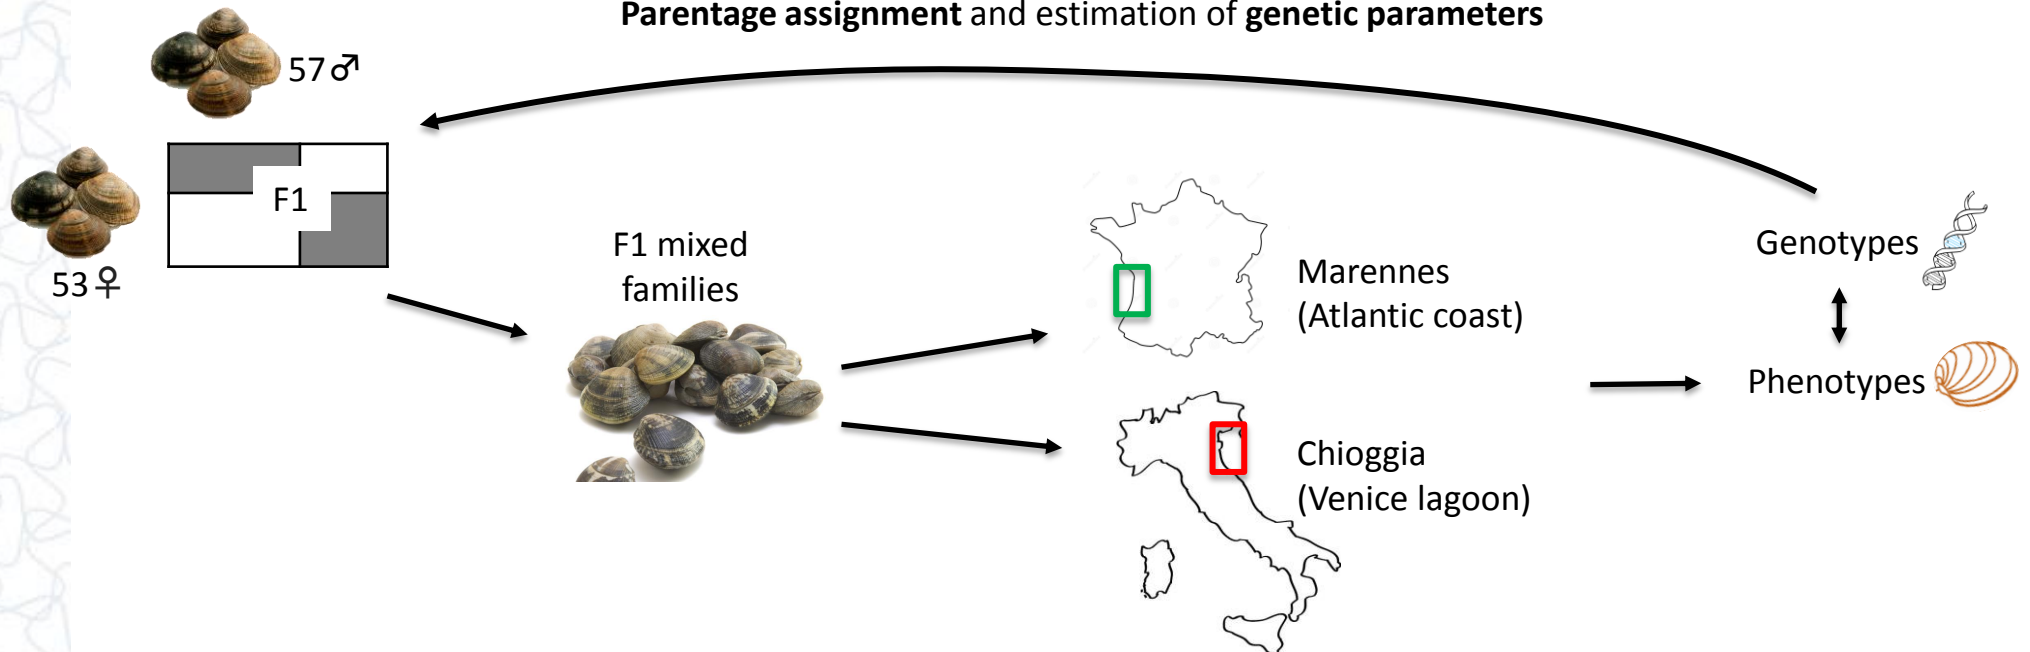 Parentage assignment and estimation of genetic parameters
57♂
F1
53♀
F1 mixed
families
Marennes
(Atlantic coast)
Chioggia
(Venice lagoon)
Genotypes
Phenotypes